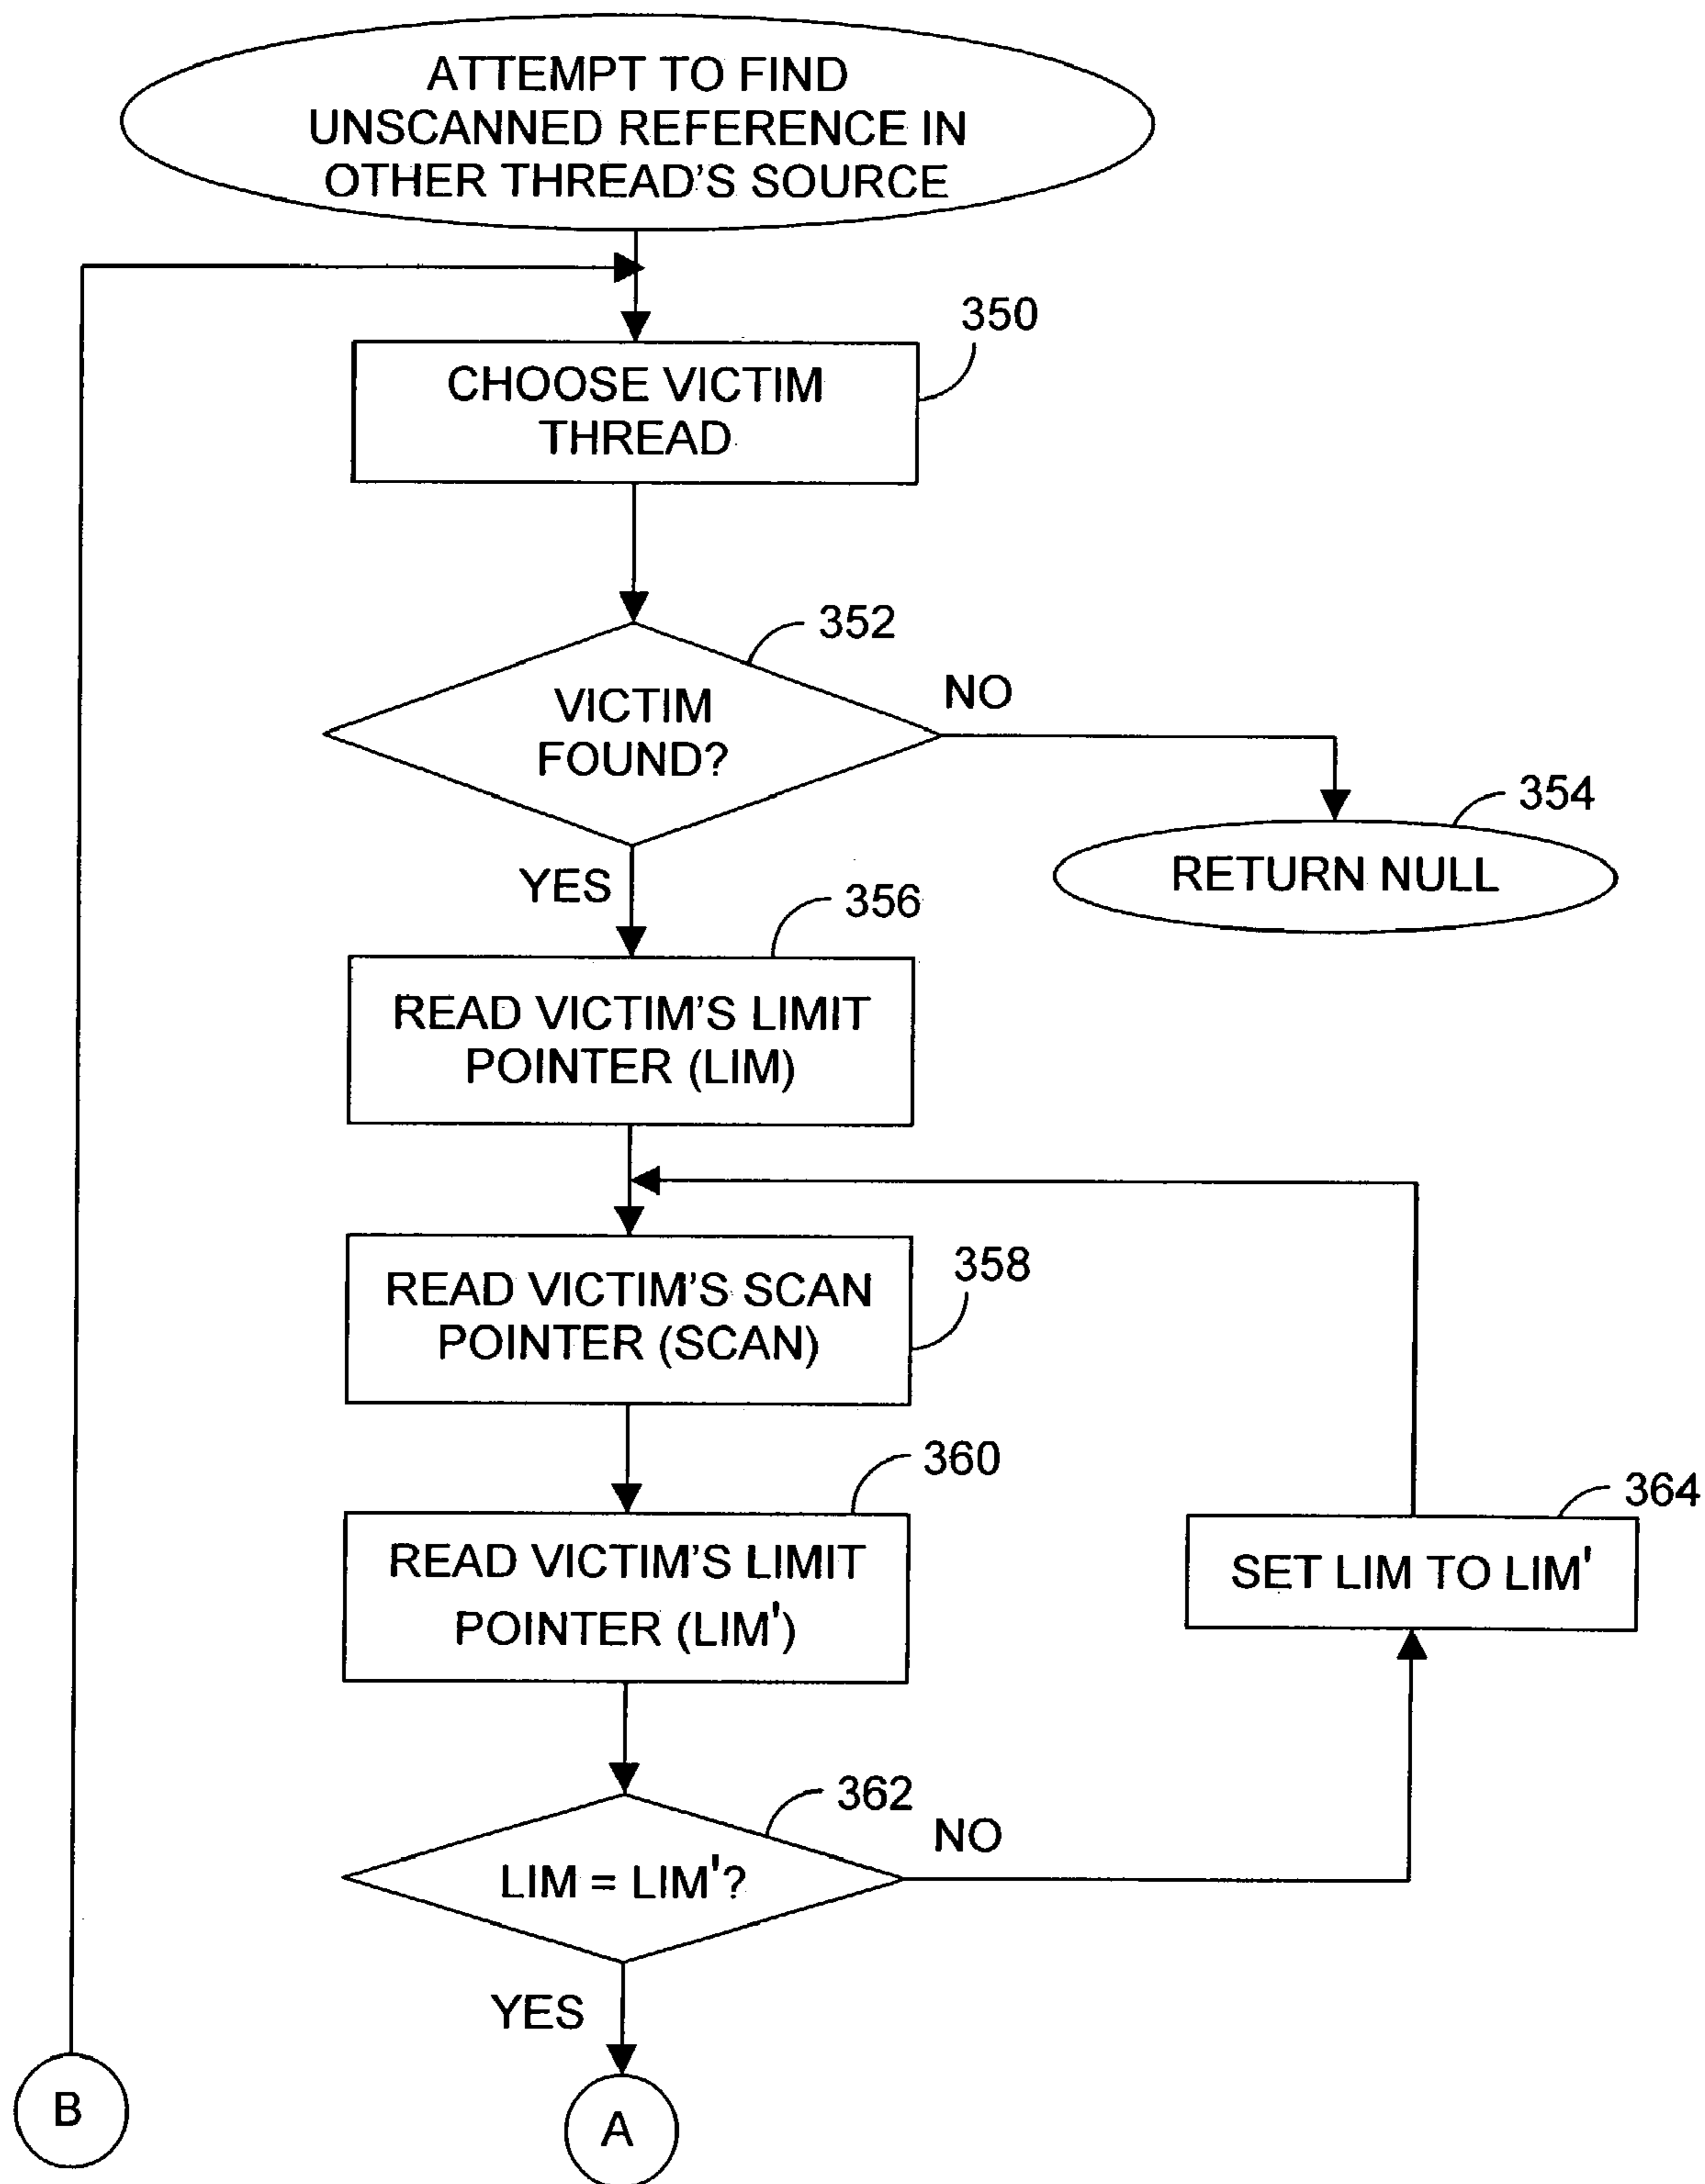 ATTEMPT TO FIND
UNSCANNED REFERENCE IN
OTHER THREAD'S SOURCE
350
CHOOSE VICTIM
THREAD
352
VICTIM
FOUND?
NO
354
RETURN NULL
YES
356
READ VICTIM'S LIMIT
POINTER (LIM)
358
READ VICTIM'S SCAN
POINTER (SCAN)
360
READ VICTIM'S LIMIT
POINTER (LIM')
364
SET LIM TO LIM'
362
LIM = LIM'?
NO
YES
B
A